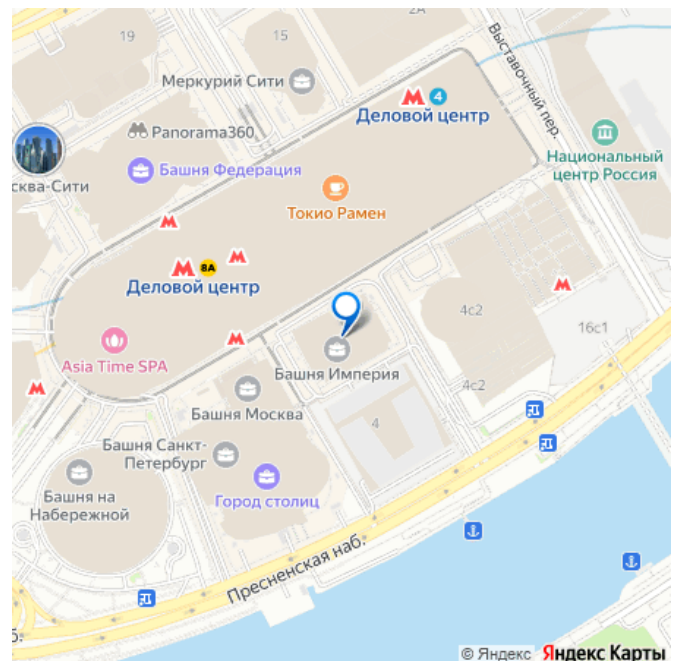 2А
19
15
Меркурий Сити
Выставочный пер.
4
Деловой центр
Panorama360
Национальный
центр Россия
сква-Сити
Башня Федерация
Токио Рамен
8А
Деловой центр
4с2
16с1
Asia Time SPA
Башня Империя
4с2
Башня Москва
4
Башня Санкт-
Петербург
Башня на
Набережной
Город столиц
Пресненская наб.
б.:
© Яндекс Яндекс Карты